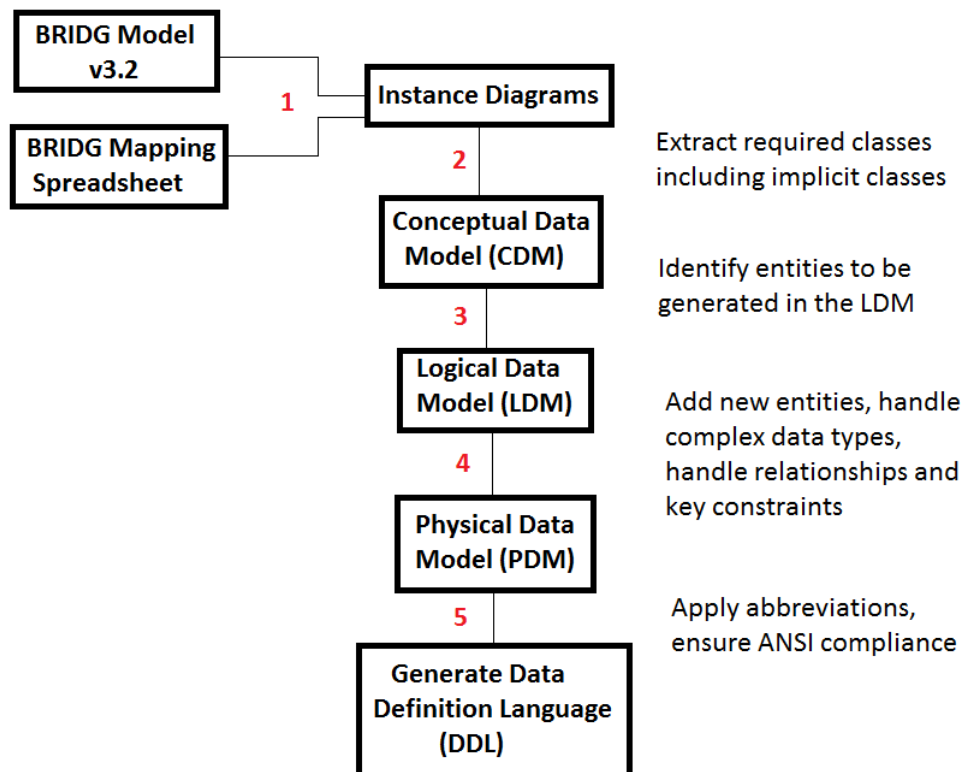 BRIDG Model
v3.2
1
Instance Diagrams
BRIDG Mapping
Spreadsheet
2
Extract required classes
including implicit classes
Conceptual Data
Model (CDM)
Identify entities to be
generated in the LDM
3
Logical Data
Model (LDM)
Add new entities, handle
complex data types,
handle relationships and
key constraints
4
Physical Data
Model (PDM)
Apply abbreviations,
ensure ANSI compliance
5
Generate Data
Definition Language
(DDL)